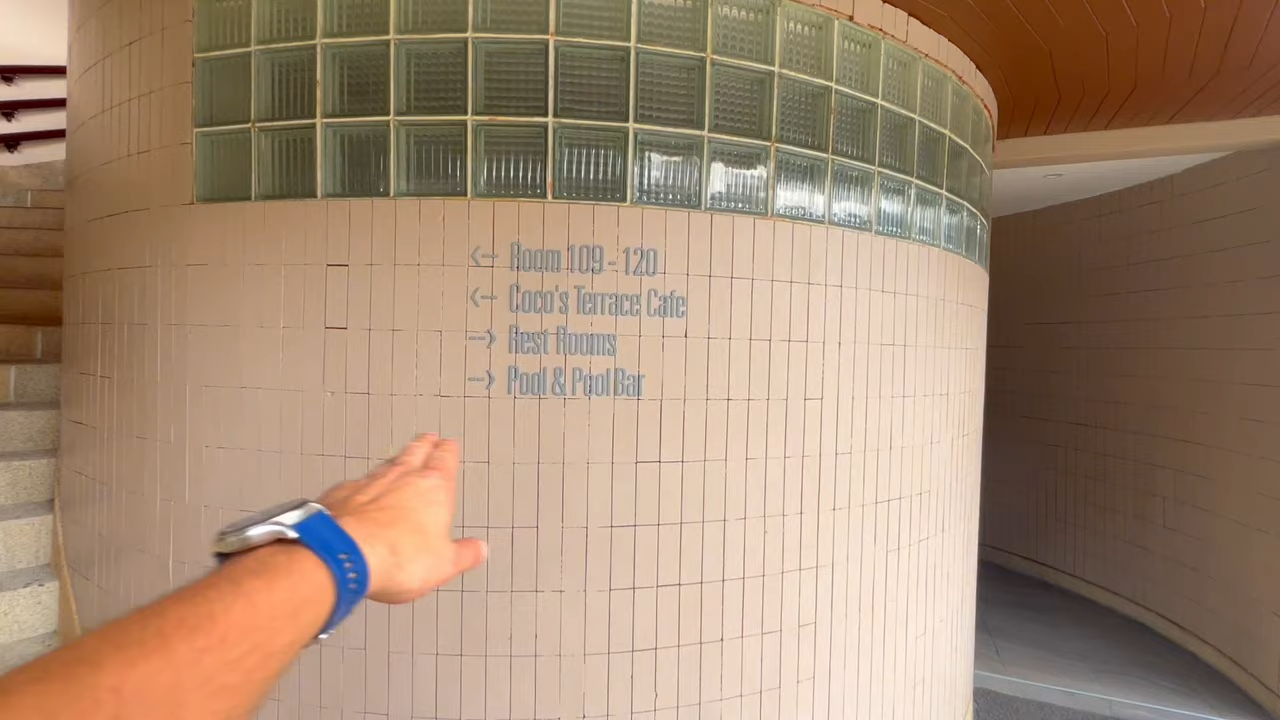 ← Room 109 - 120
← Coco's Terrace Cafe
→ Rest Rooms
→ Pool & Pool Bar